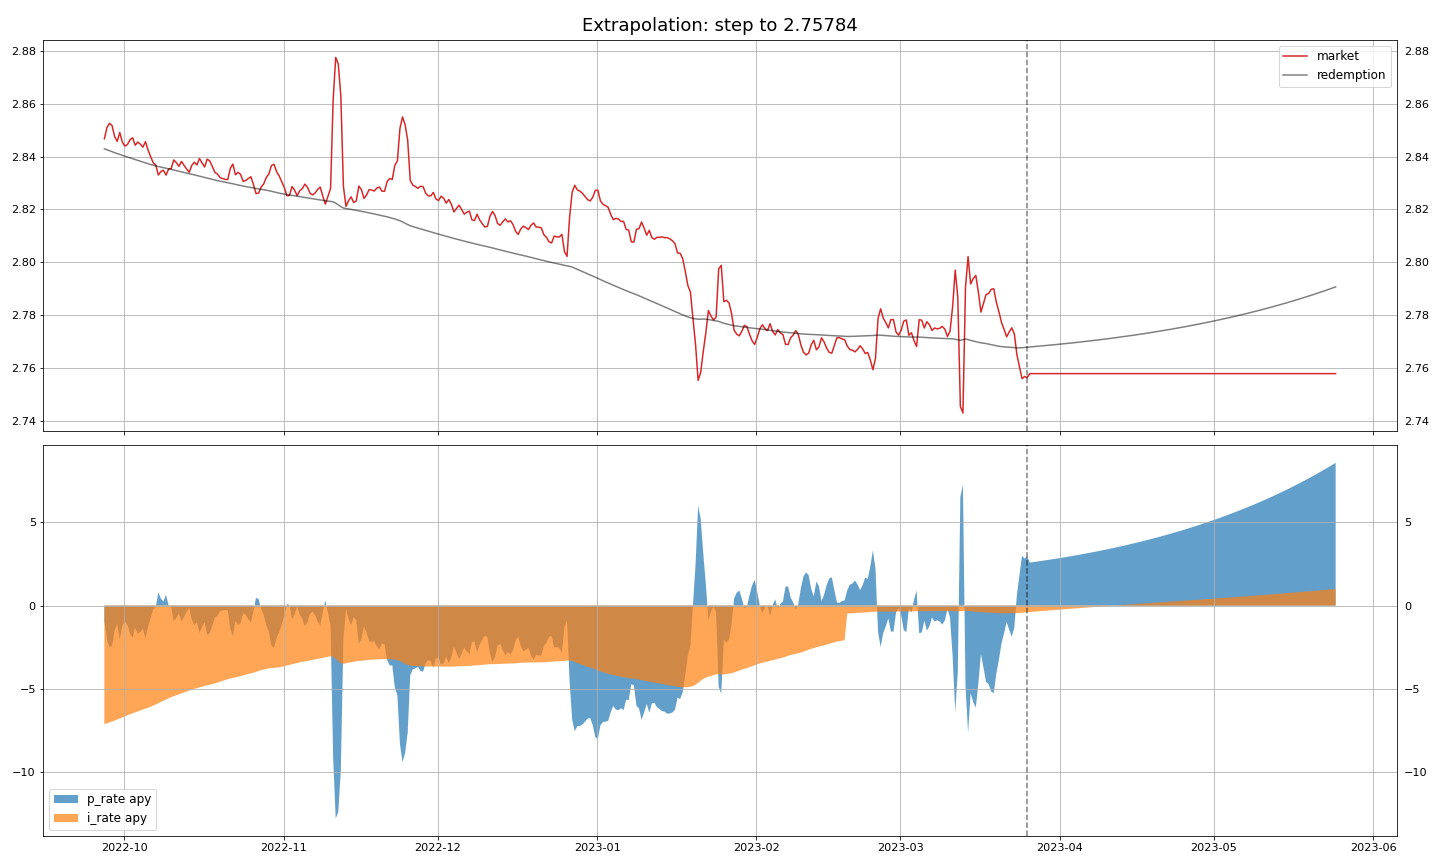 Extrapolation: step to 2.75784
2.88 2.88
market
redemption
2.86 2.86
2.84 2.84
2.82 2.82
2.80 2.80
2.78 2.78
2.76 2.76
2.74 2.74
5 5
0 0
−5 −5
−10 −10
p_rate apy
i_rate apy
2022-10 2022-11 2022-12 2023-01 2023-02 2023-03 2023-04 2023-05 2023-06